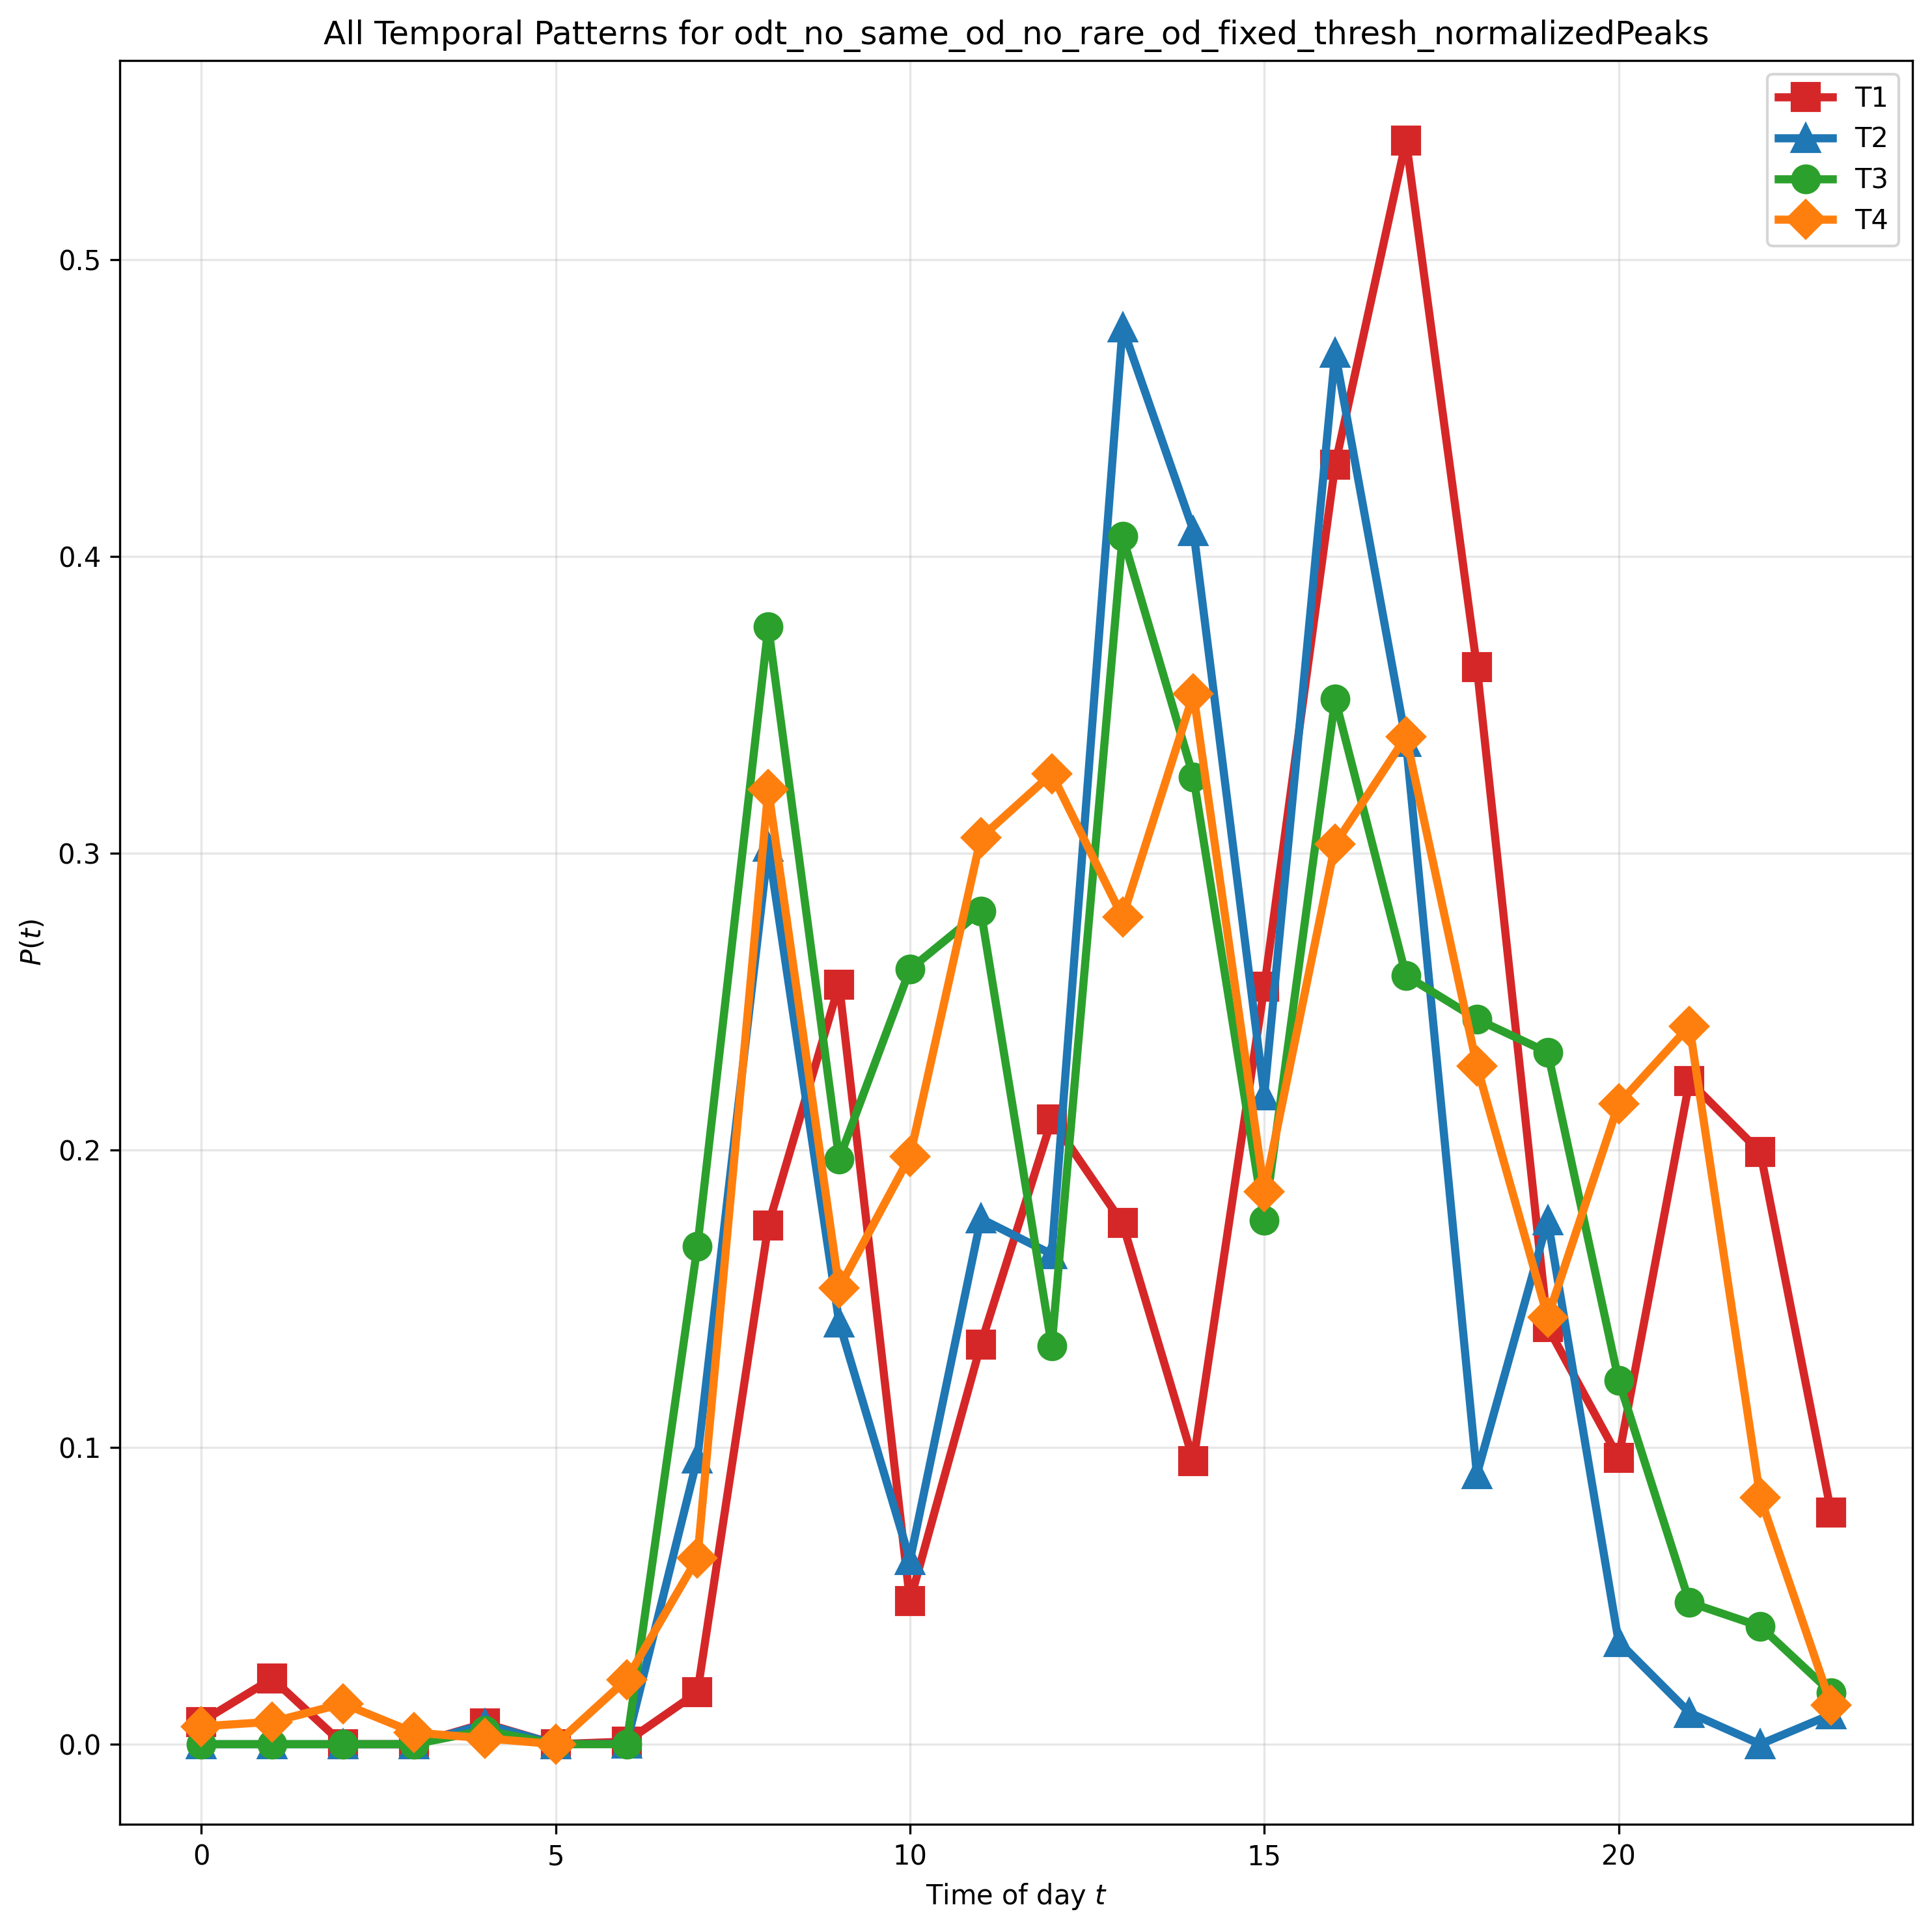 All Temporal Patterns for odt_no_same_od_no_rare_od_fixed_thresh_normalizedPeaks
T1
T2
T3
T4
0.5
0.4
0.3
0.2
0.1
0.0
P(t)
0 5 10 15 20
Time of day t